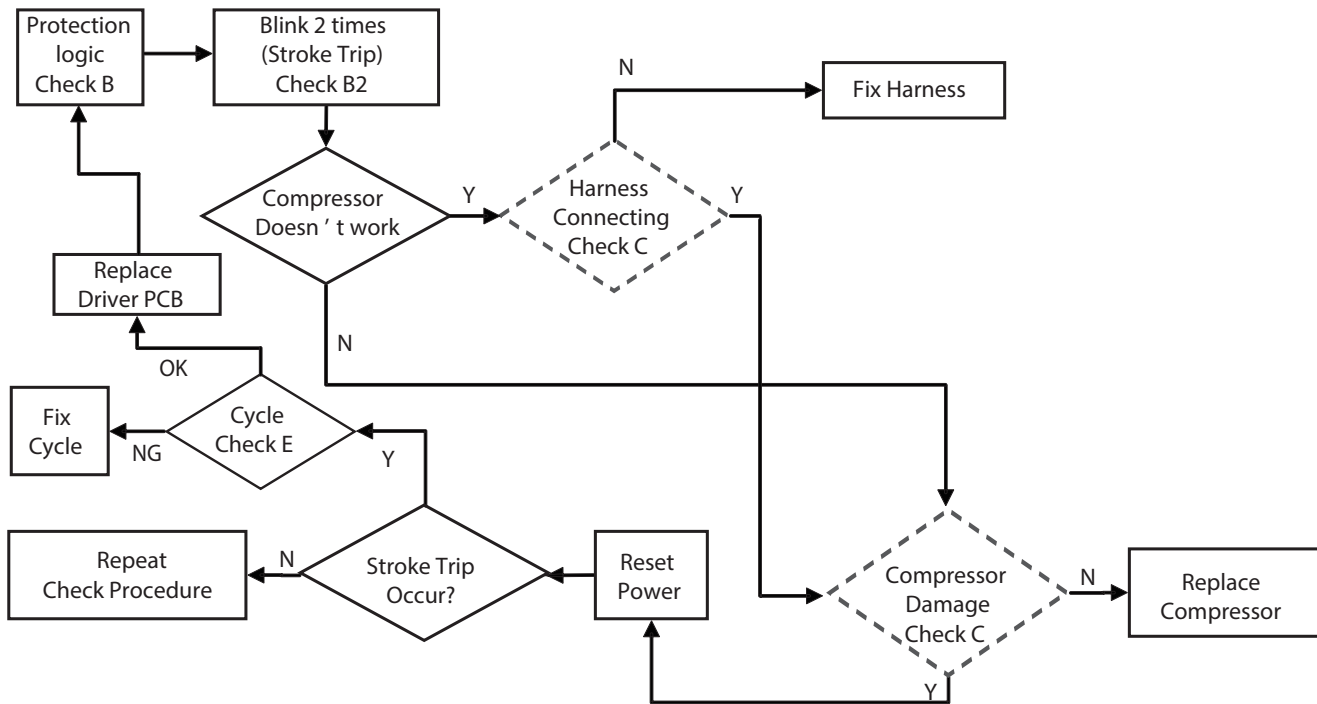 Protection
logic
Check B
Blink 2 times
(Stroke Trip)
Check B2
N
Fix Harness
Compressor
Doesn ’ t work
Y
Harness
Connecting
Check C
Y
Replace
Driver PCB
N
OK
Fix
Cycle
NG
Cycle
Check E
Y
Repeat
Check Procedure
N
Stroke Trip
Occur?
Reset
Power
Compressor
Damage
Check C
N
Replace
Compressor
Y